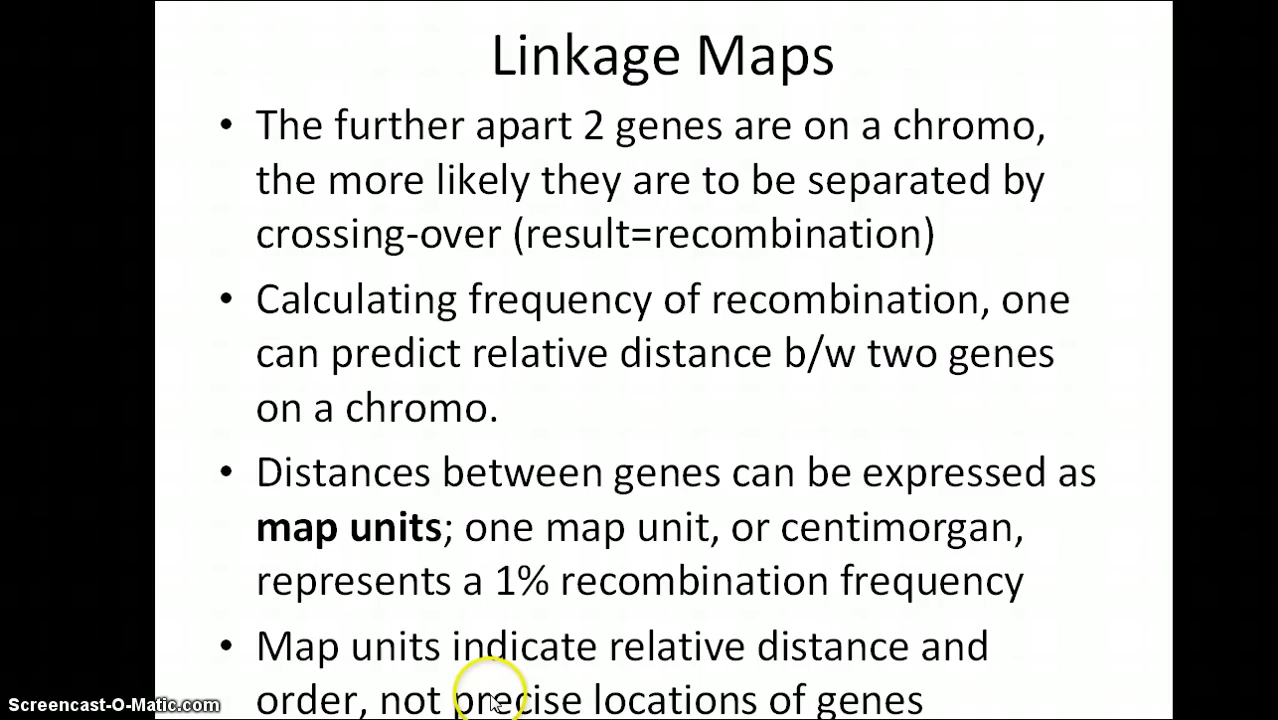 Linkage Maps
• The further apart 2 genes are on a chromo,
the more likely they are to be separated by
crossing-over (result=recombination)
• Calculating frequency of recombination, one
can predict relative distance b/w two genes
on a chromo.
• Distances between genes can be expressed as
map units; one map unit, or centimorgan,
represents a 1% recombination frequency
• Map units indicate relative distance and
order, not precise locations of genes
Screencast-O-Matic.com